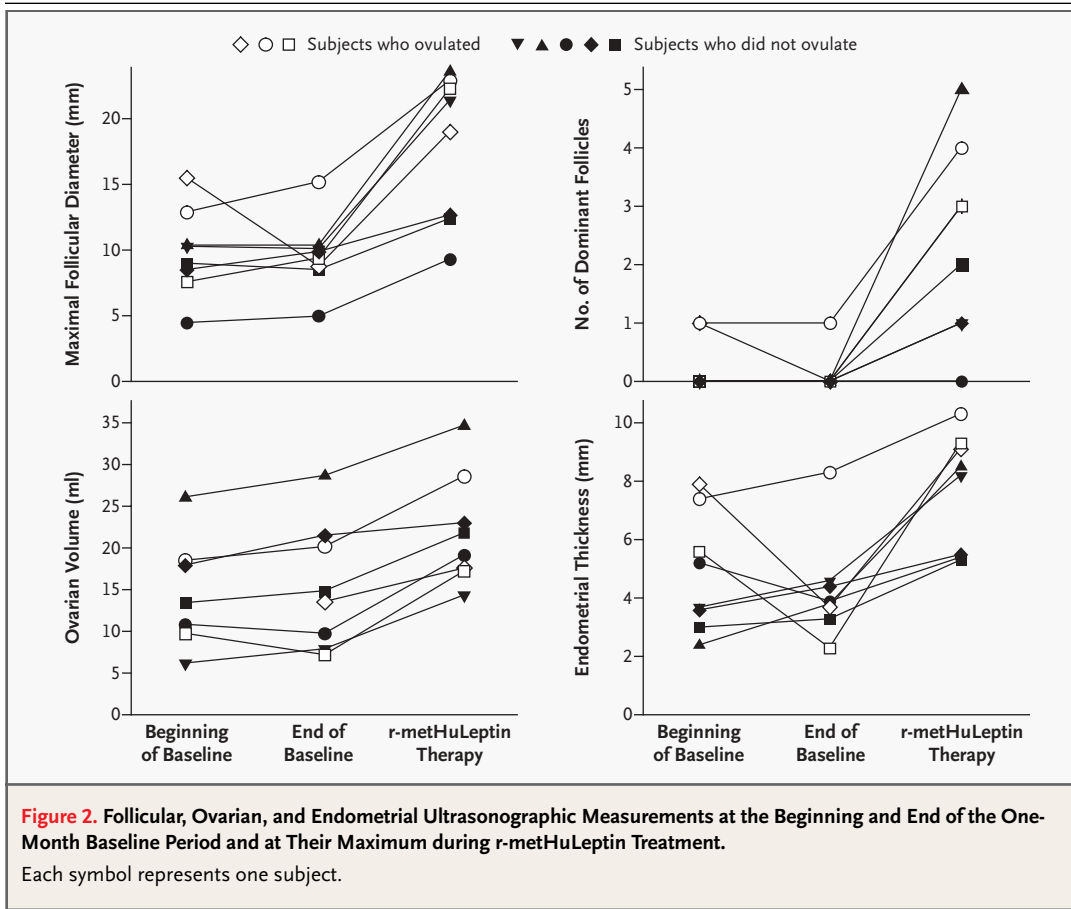 Subjects who ovulated
Subjects who did not ovulate
Maximal Follicular Diameter (mm)
20
15
10
5
0
No. of Dominant Follicles
5
4
3
2
1
0
Ovarian Volume (ml)
35
30
25
20
15
10
5
0
Beginning
of Baseline
End of
Baseline
r-metHuLeptin
Therapy
Endometrial Thickness (mm)
10
8
6
4
2
0
Beginning
of Baseline
End of
Baseline
r-metHuLeptin
Therapy
Figure 2. Follicular, Ovarian, and Endometrial Ultrasonographic Measurements at the Beginning and End of the One-
Month Baseline Period and at Their Maximum during r-metHuLeptin Treatment.
Each symbol represents one subject.